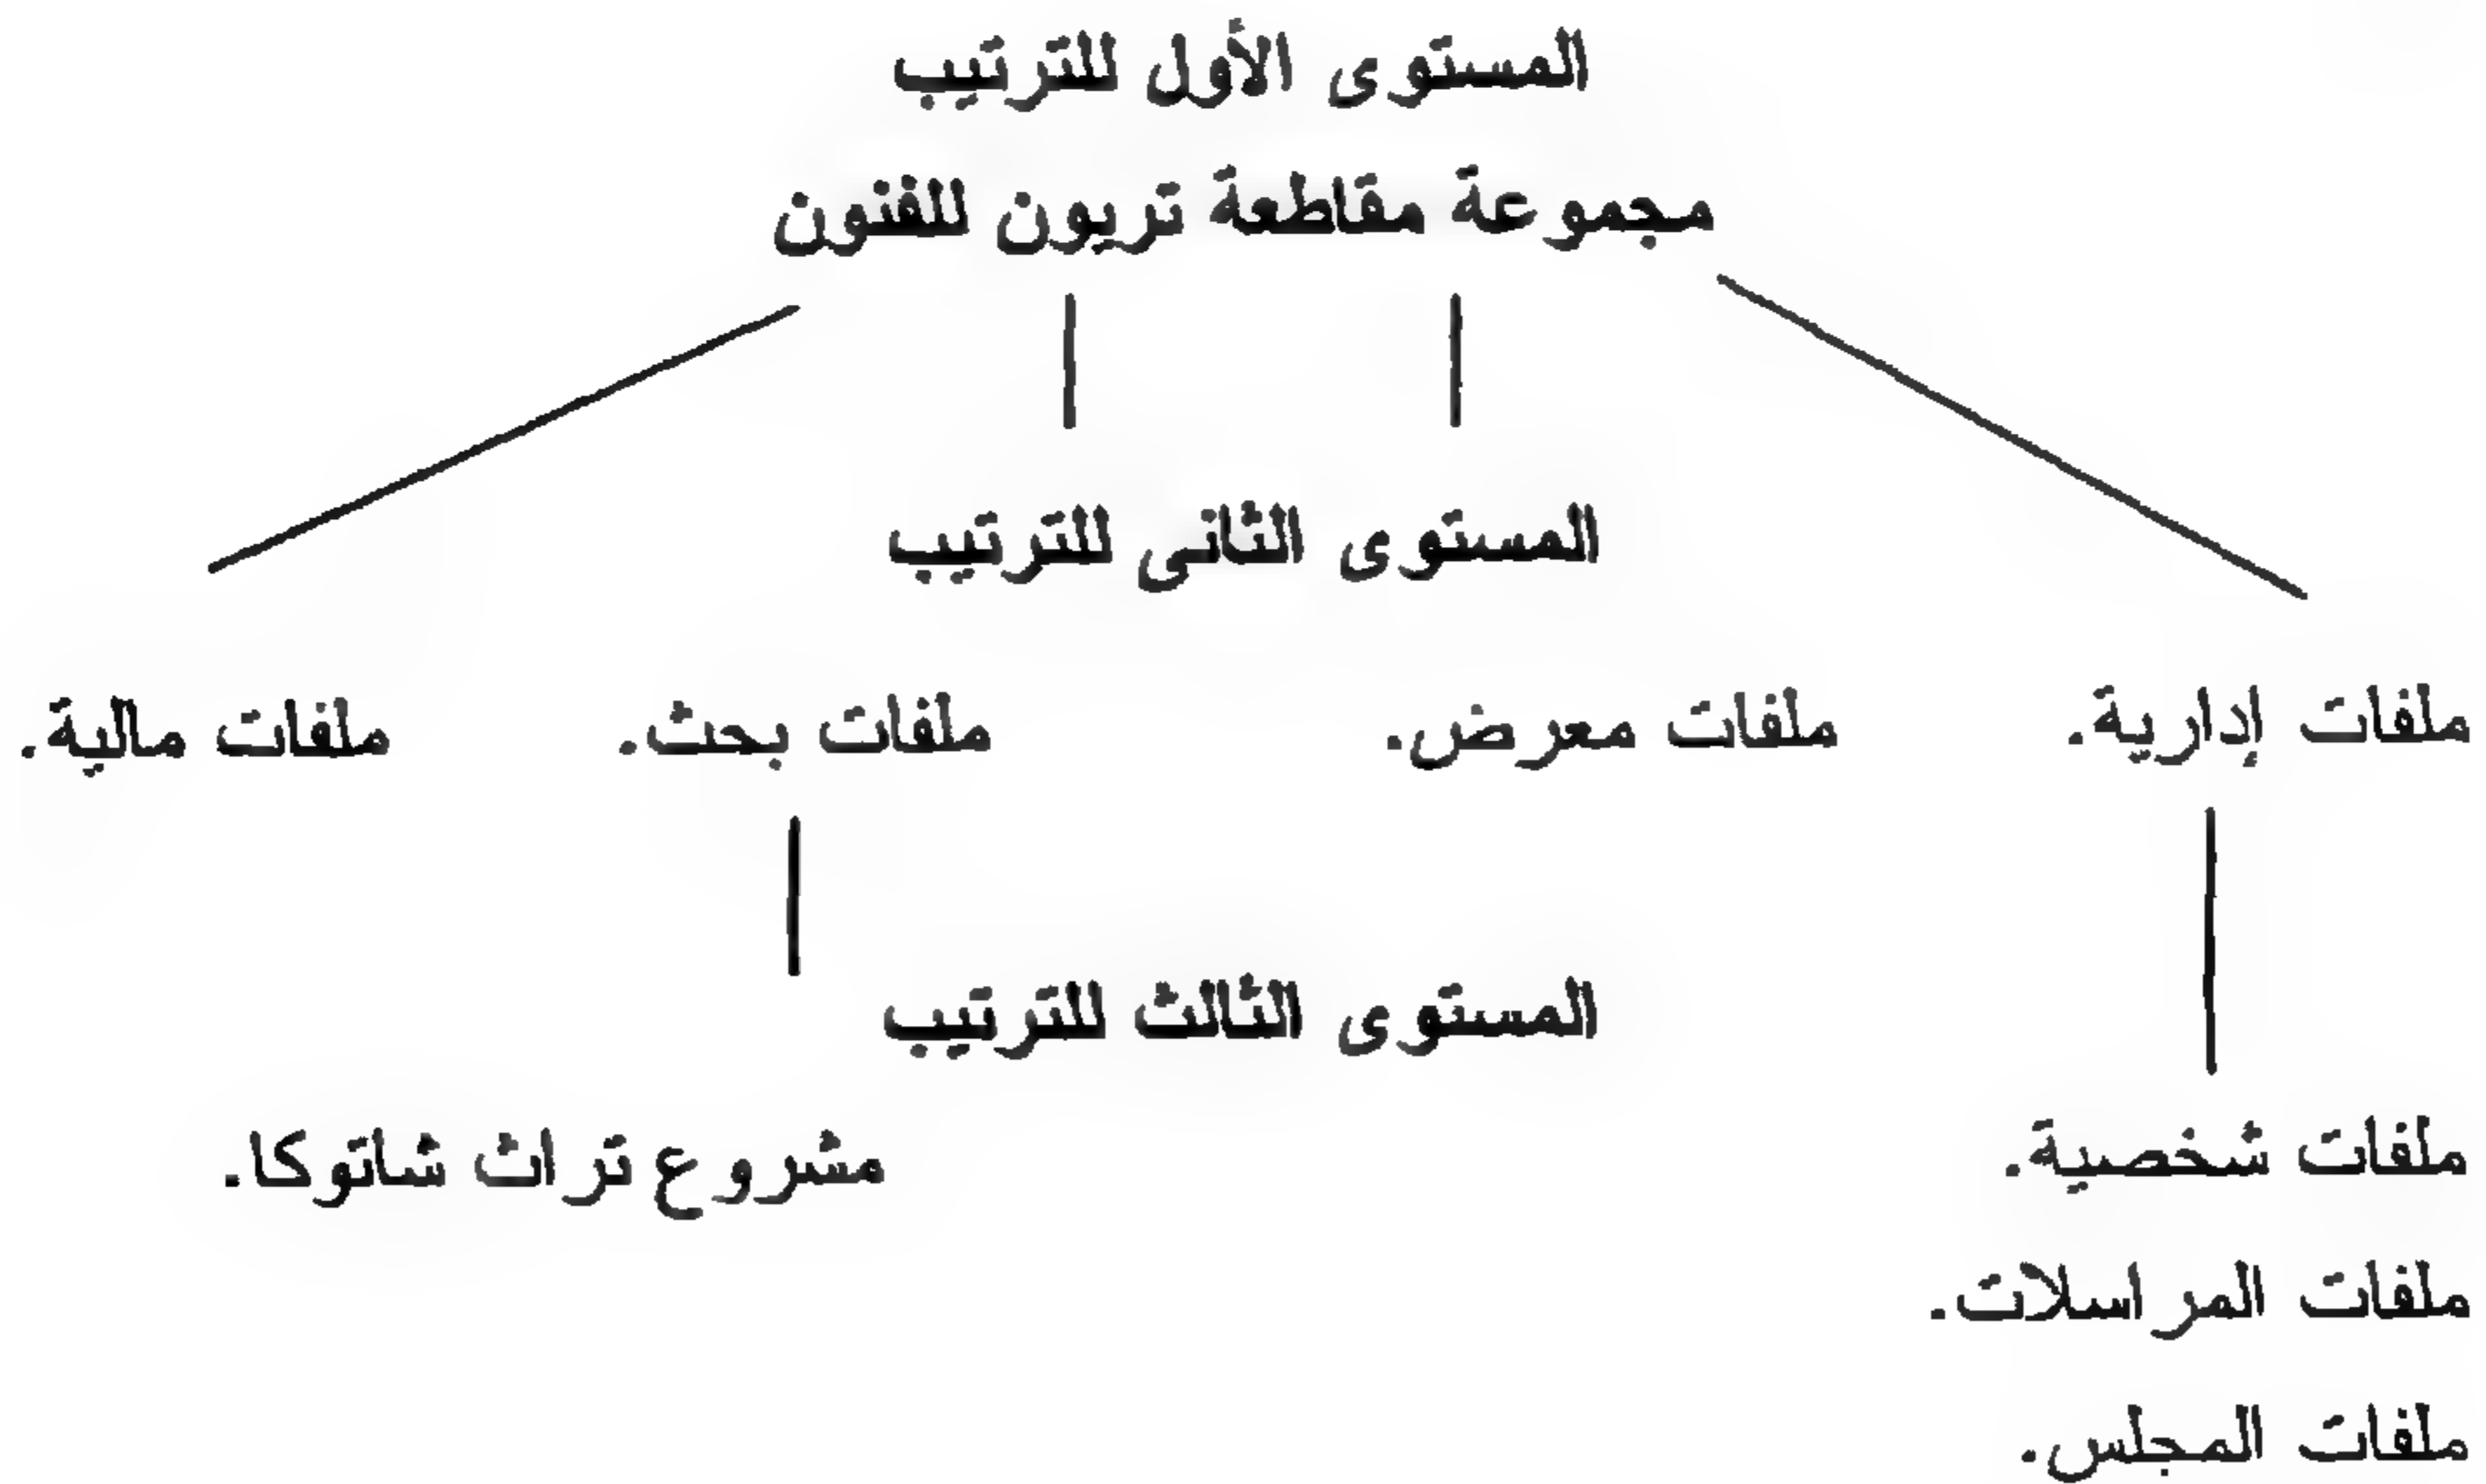 المستوى الأول للترتيب
مجموعة مقاطعة تريون للفنون
المستوى الثانى للترتيب
ملفات إدارية. ملفات معرض. ملفات بحث. ملفات مالية.
المستوى الثالث للترتيب
ملفات شخصية. مشروع تراث شاتوكا.
ملفات المراسلات.
ملفات المجلس.